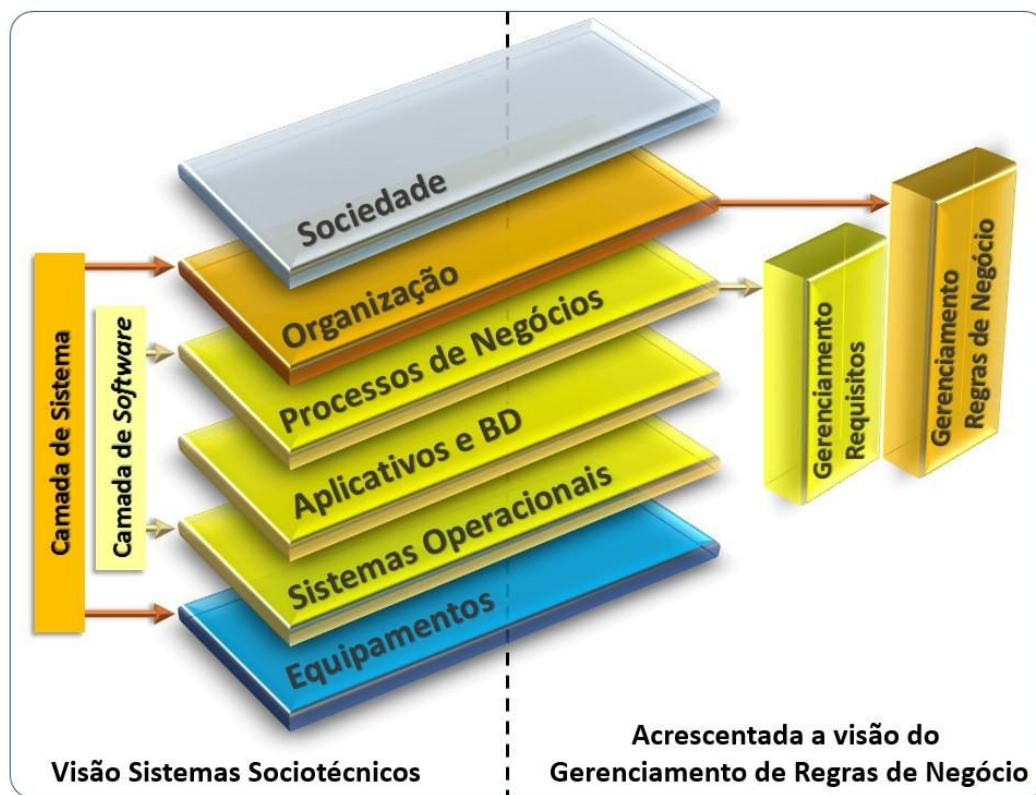 Sociedade
Organização
Processos de Negócios
Aplicativos e BD
Sistemas Operacionais
Equipamentos
Camada de Sistema
Camada de Software
Gerenciamento
Requisitos
Gerenciamento
Regras de Negócio
Visão Sistemas Sociotécnicos
Acrescentada a visão do
Gerenciamento de Regras de Negócio